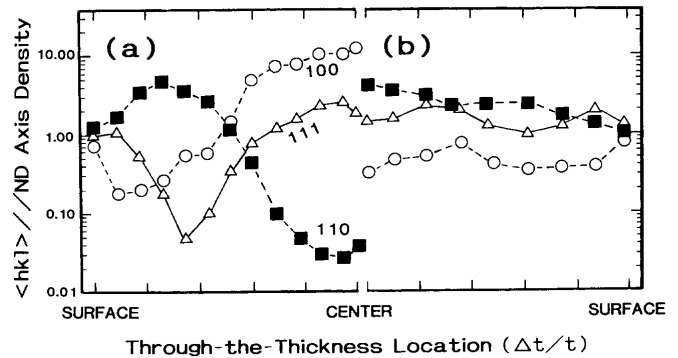 (a)
(b)
<hkl>//ND Axis Density
10.00
1.00
0.10
0.01
100
111
110
SURFACE
CENTER
SURFACE
Through-the-Thickness Location (Δt/t)